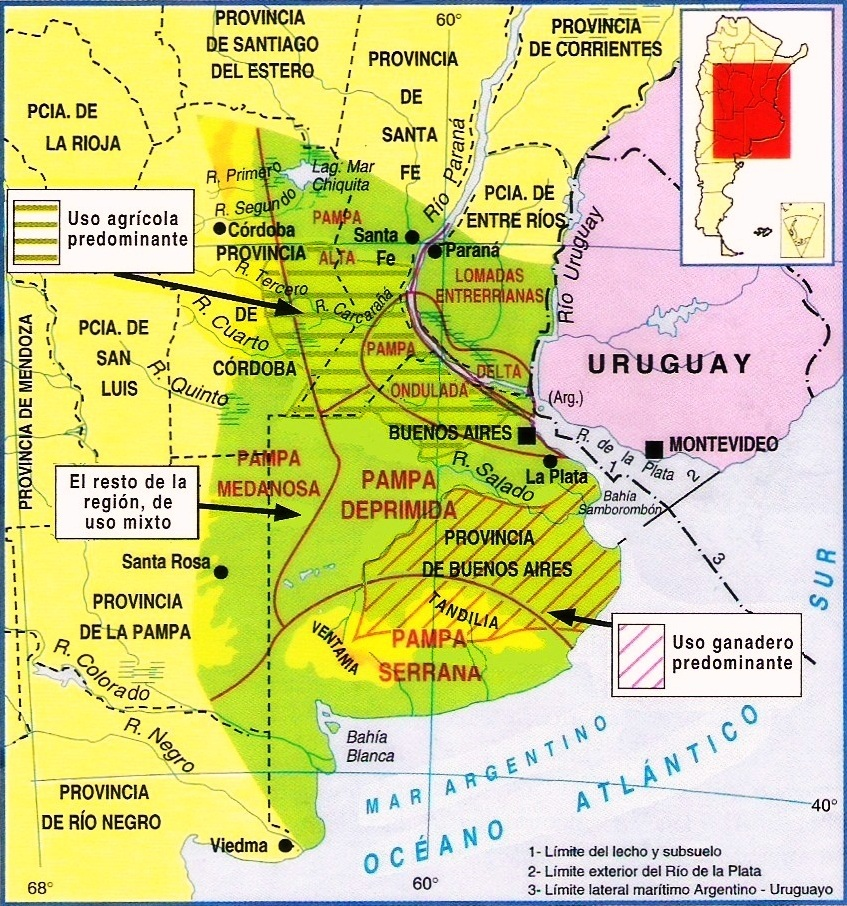 PROVINCIA
DE SANTIAGO
DEL ESTERO
60°
PROVINCIA
DE CORRIENTES
PROVINCIA
DE
SANTA
FE
PCIA. DE
LA RIOJA
R. Primero
Lag. Mar
Chiquita
Río Paraná
PCIA. DE
ENTRE RÍOS
R. Segundo
Uso agrícola
predominante
Córdoba
PAMPA
ALTA
Santa
Fe
Paraná
PROVINCIA
DE
CÓRDOBA
LOMADAS
ENTRERRIANAS
Río Uruguay
R. Tercero
R. Carcarañá
R. Cuarto
PROVINCIA DE MENDOZA
PCIA. DE
SAN
LUIS
R. Quinto
PAMPA
ONDULADA
DELTA
URUGUAY
(Arg.)
BUENOS AIRES
R. de la Plata
MONTEVIDEO
1
2
La Plata
R. Salado
Bahía
Samborombón
PAMPA
MEDANOSA
El resto de la
región, de
uso mixto
PAMPA
DEPRIMIDA
PROVINCIA
DE BUENOS AIRES
3
SUR
Santa Rosa
PROVINCIA
DE LA PAMPA
TANDILIA
VENTANIA
PAMPA
SERRANA
Uso ganadero
predominante
R. Colorado
R. Negro
Bahía
Blanca
MAR ARGENTINO
OCÉANO ATLÁNTICO
40°
PROVINCIA
DE RÍO NEGRO
Viedma
68°
60°
1- Límite del lecho y subsuelo
2- Límite exterior del Río de la Plata
3- Límite lateral marítimo Argentino - Uruguayo